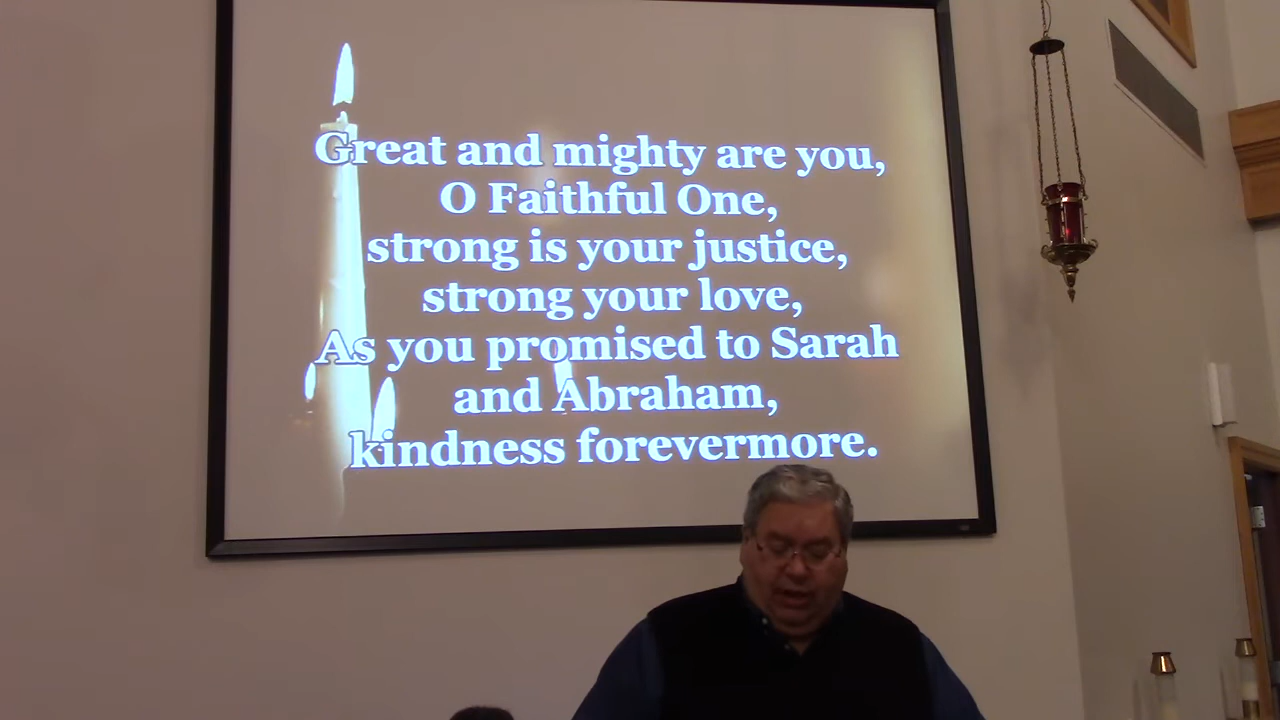 Great and mighty are you,
O Faithful One,
strong is your justice,
strong your love,
As you promised to Sarah
and Abraham,
kindness forevermore.